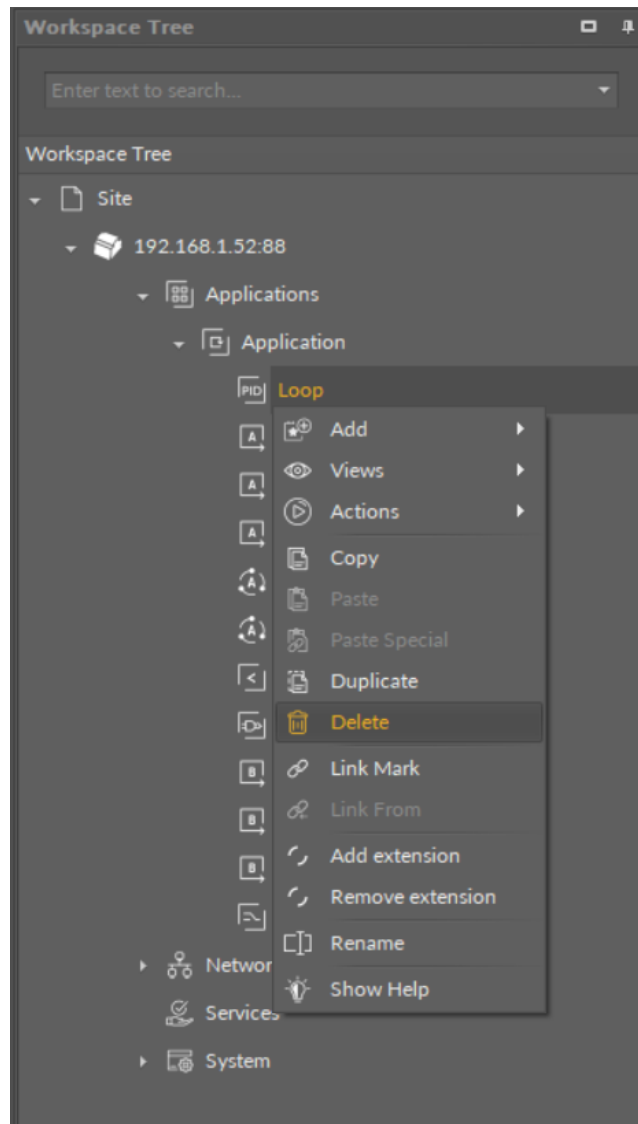 Workspace Tree
Enter text to search...
Workspace Tree
Site
192.168.1.52:88
Applications
Application
PID Loop
A
Add
A
Views
A
Actions
Copy
A
Paste
A
Paste Special
<
Duplicate
Delete
B
Link Mark
B
Link From
B
Add extension
Remove extension
Rename
Networ
Show Help
Services
System